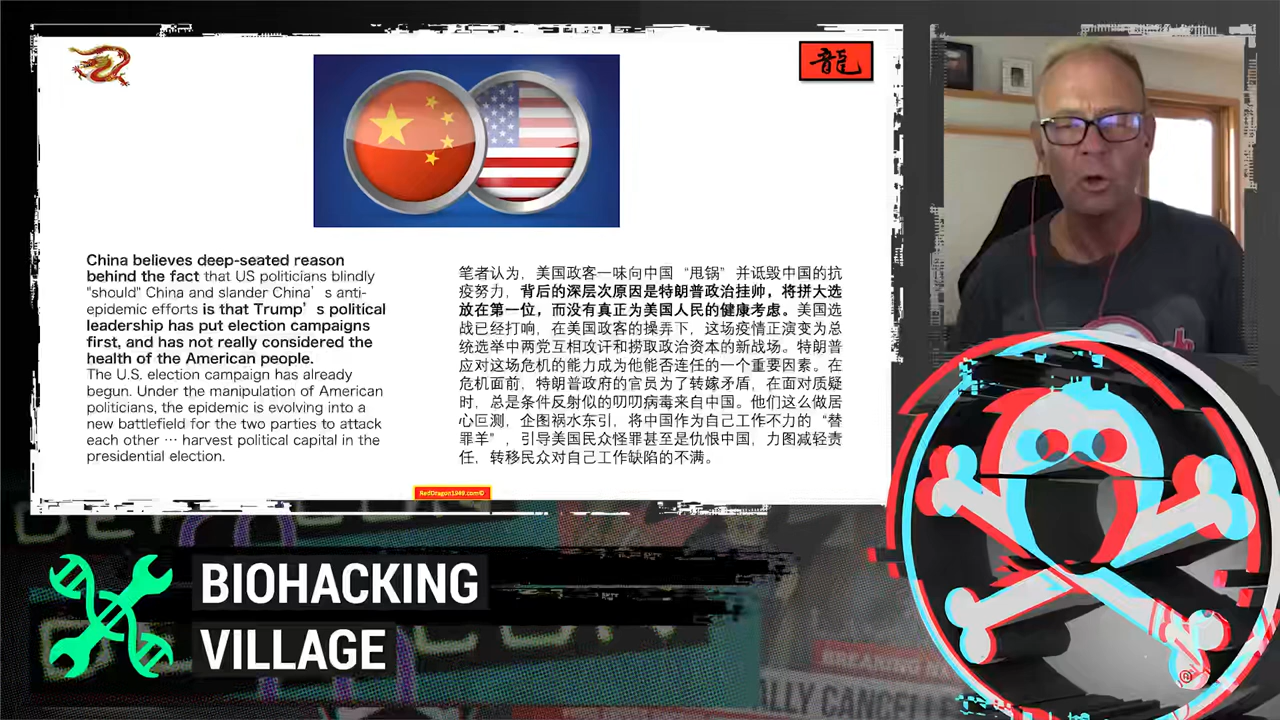 龍
China believes deep-seated reason
behind the fact that US politicians blindly
"should" China and slander China's anti-
epidemic efforts is that Trump's political
leadership has put election campaigns
first, and has not really considered the
health of the American people.
The U.S. election campaign has already
begun. Under the manipulation of American
politicians, the epidemic is evolving into a
new battlefield for the two parties to attack
each other … harvest political capital in the
presidential election.
笔者认为，美国政客一味向中国“甩锅”并诋毁中国的抗
疫努力，背后的深层次原因是特朗普政治挂帅，将拼大选
放在第一位，而没有真正为美国人民的健康考虑。美国选
战已经打响，在美国政客的操弄下，这场疫情正演变为总
统选举中两党互相攻讦和捞取政治资本的新战场。特朗普
应对这场危机的能力成为他能否连任的一个重要因素。在
危机面前，特朗普政府的官员为了转嫁矛盾，在面对质疑
时，总是条件反射似的叨叨病毒来自中国。他们这么做居
心叵测，企图祸水东引，将中国作为自己工作不力的“替
罪羊”，引导美国民众怪罪甚至是仇恨中国，力图减轻责
任，转移民众对自己工作缺陷的不满。
RedDragon1949.com©
BIOHACKING
VILLAGE
BREAKING
ALLY CANCELLE
®